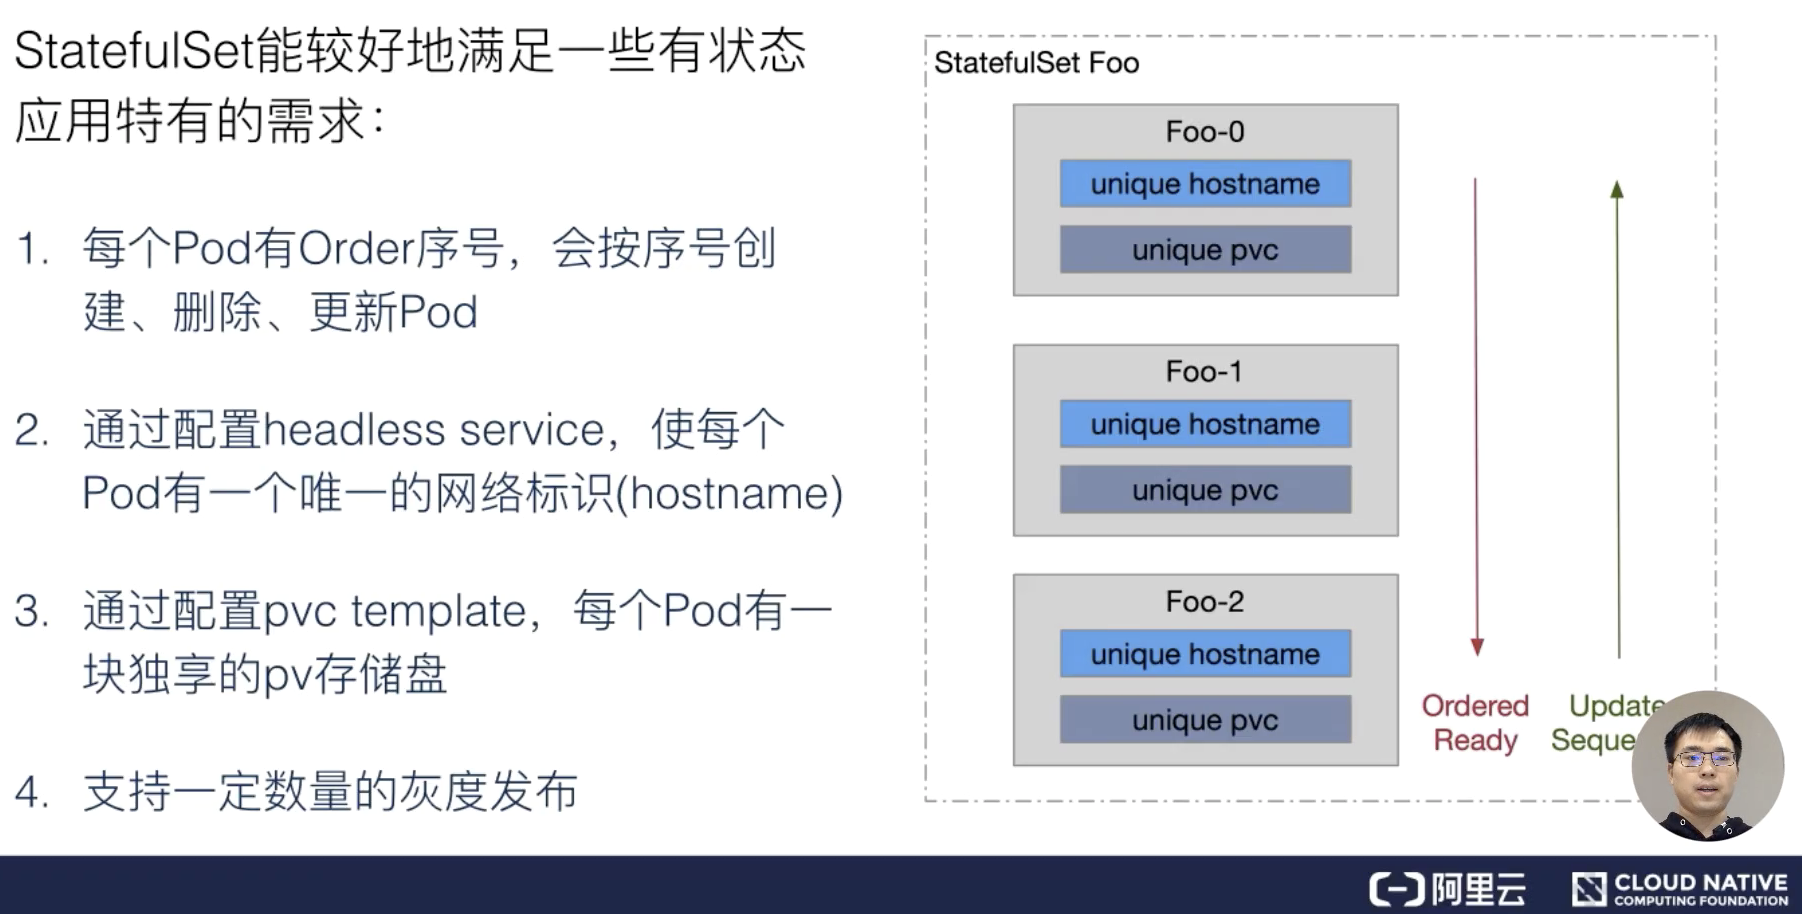 StatefulSet能较好地满足一些有状态
应用特有的需求：
1. 每个Pod有Order序号，会按序号创
建、删除、更新Pod
2. 通过配置headless service，使每个
Pod有一个唯一的网络标识(hostname)
3. 通过配置pvc template，每个Pod有一
块独享的pv存储盘
4. 支持一定数量的灰度发布
StatefulSet Foo
Foo-0
unique hostname
unique pvc
Foo-1
unique hostname
unique pvc
Foo-2
unique hostname
unique pvc
Ordered
Ready
Update
阿里云
CLOUD NATIVE
COMPUTING FOUNDATION